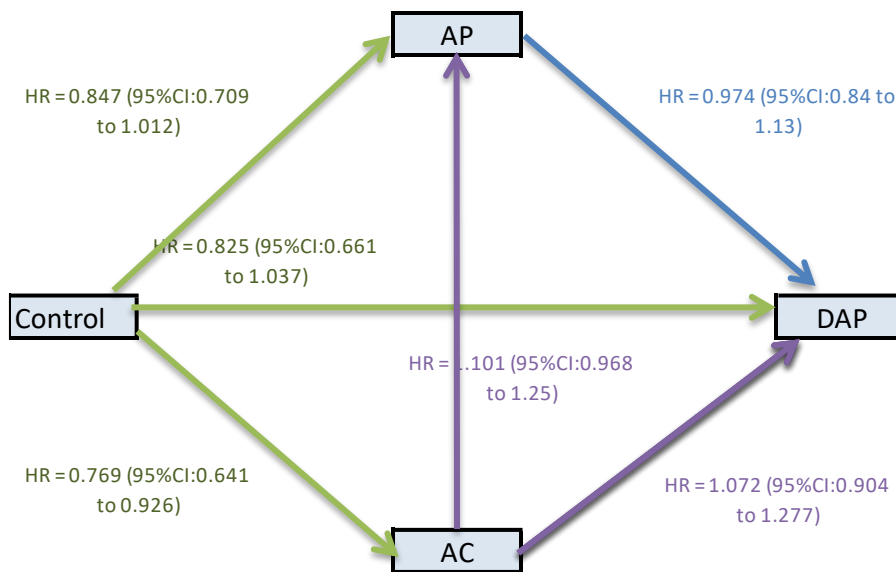 AP
HR = 0.847 (95%CI:0.709
to 1.012)
HR = 0.974 (95%CI:0.84 to
1.13)
HR = 0.825 (95%CI:0.661
to 1.037)
Control
DAP
HR = 1.101 (95%CI:0.968
to 1.25)
HR = 0.769 (95%CI:0.641
to 0.926)
HR = 1.072 (95%CI:0.904
to 1.277)
AC